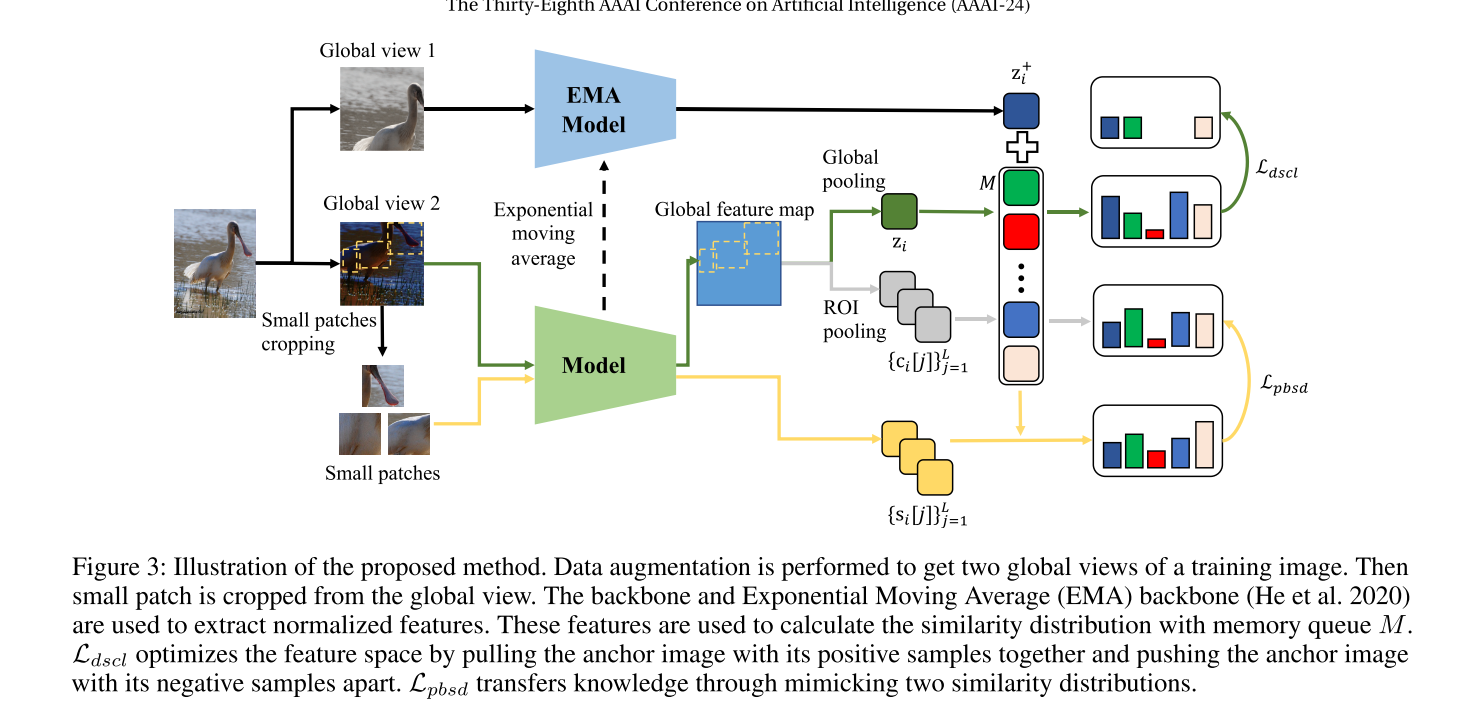 The Thirty-Eighth AAAI Conference on Artificial Intelligence (AAAI-24)
Global view 1
EMA
Model
z_i^+
Global
pooling
M
ℒ_dscl
Global view 2
Exponential
moving
average
Global feature map
z_i
Small patches
cropping
ROI
pooling
Model
{c_i[j]}_{j=1}^L
ℒ_pbsd
Small patches
{s_i[j]}_{j=1}^L
Figure 3: Illustration of the proposed method. Data augmentation is performed to get two global views of a training image. Then
small patch is cropped from the global view. The backbone and Exponential Moving Average (EMA) backbone (He et al. 2020)
are used to extract normalized features. These features are used to calculate the similarity distribution with memory queue M.
ℒ_dscl optimizes the feature space by pulling the anchor image with its positive samples together and pushing the anchor image
with its negative samples apart. ℒ_pbsd transfers knowledge through mimicking two similarity distributions.